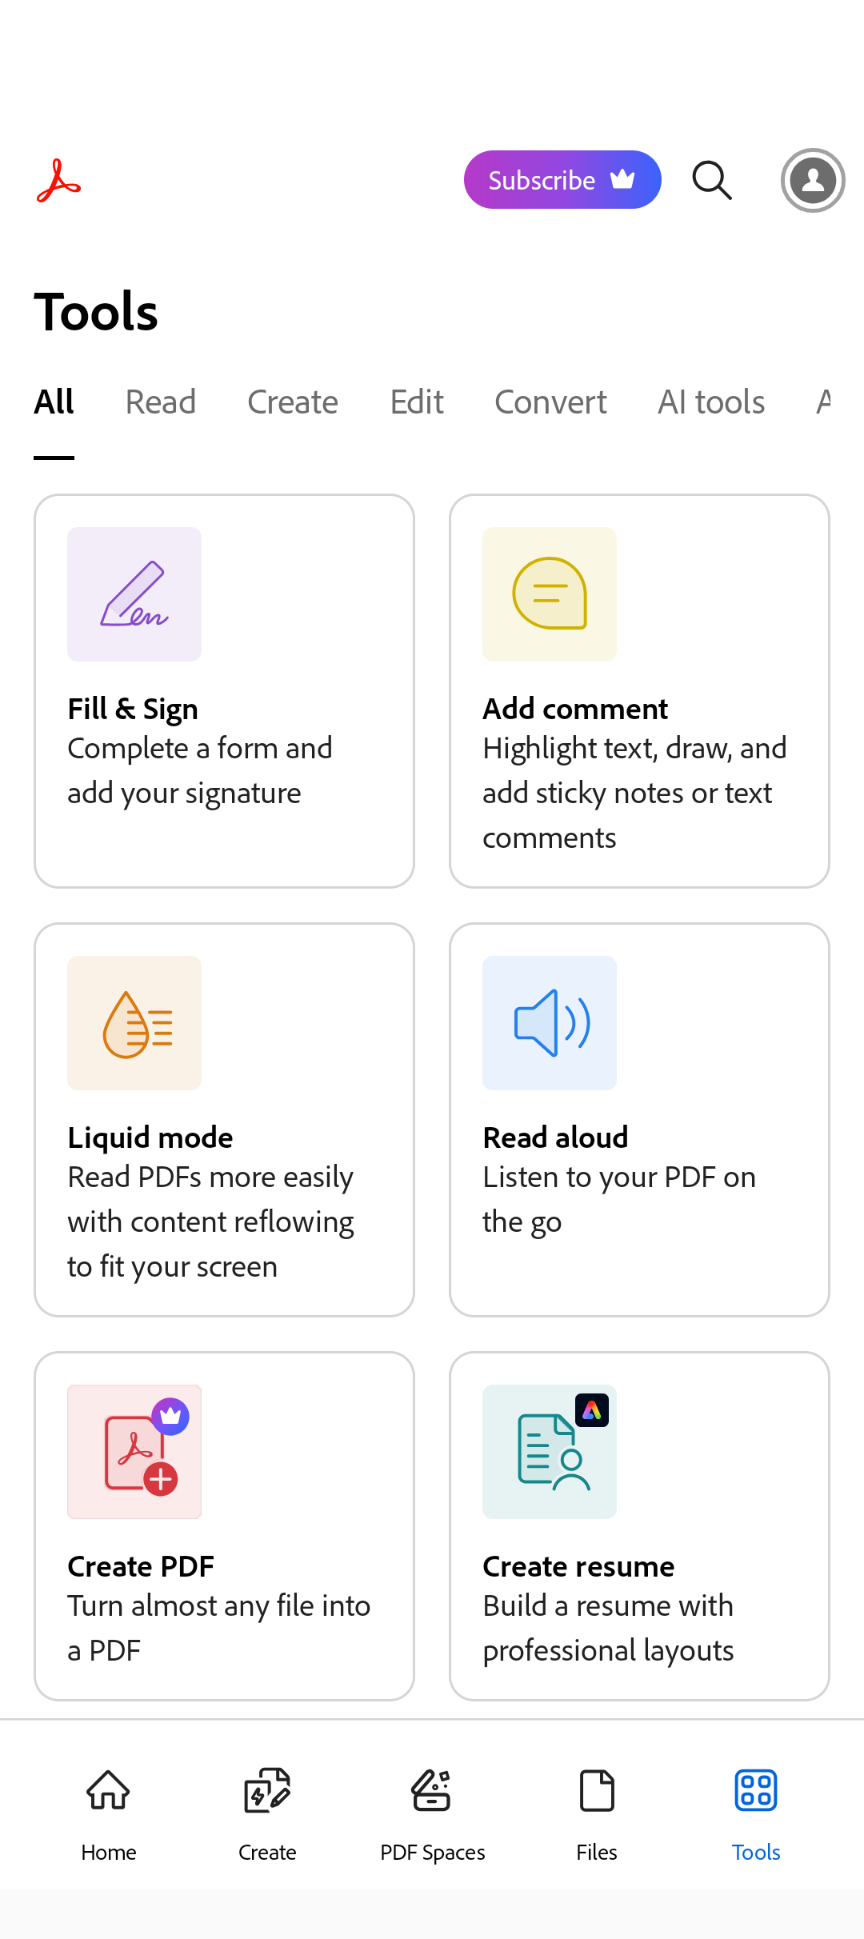 Subscribe
Tools
All Read Create Edit Convert AI tools
Fill & Sign
Complete a form and
add your signature
Add comment
Highlight text, draw, and
add sticky notes or text
comments
Liquid mode
Read PDFs more easily
with content reflowing
to fit your screen
Read aloud
Listen to your PDF on
the go
Create PDF
Turn almost any file into
a PDF
Create resume
Build a resume with
professional layouts
Home Create PDF Spaces Files Tools